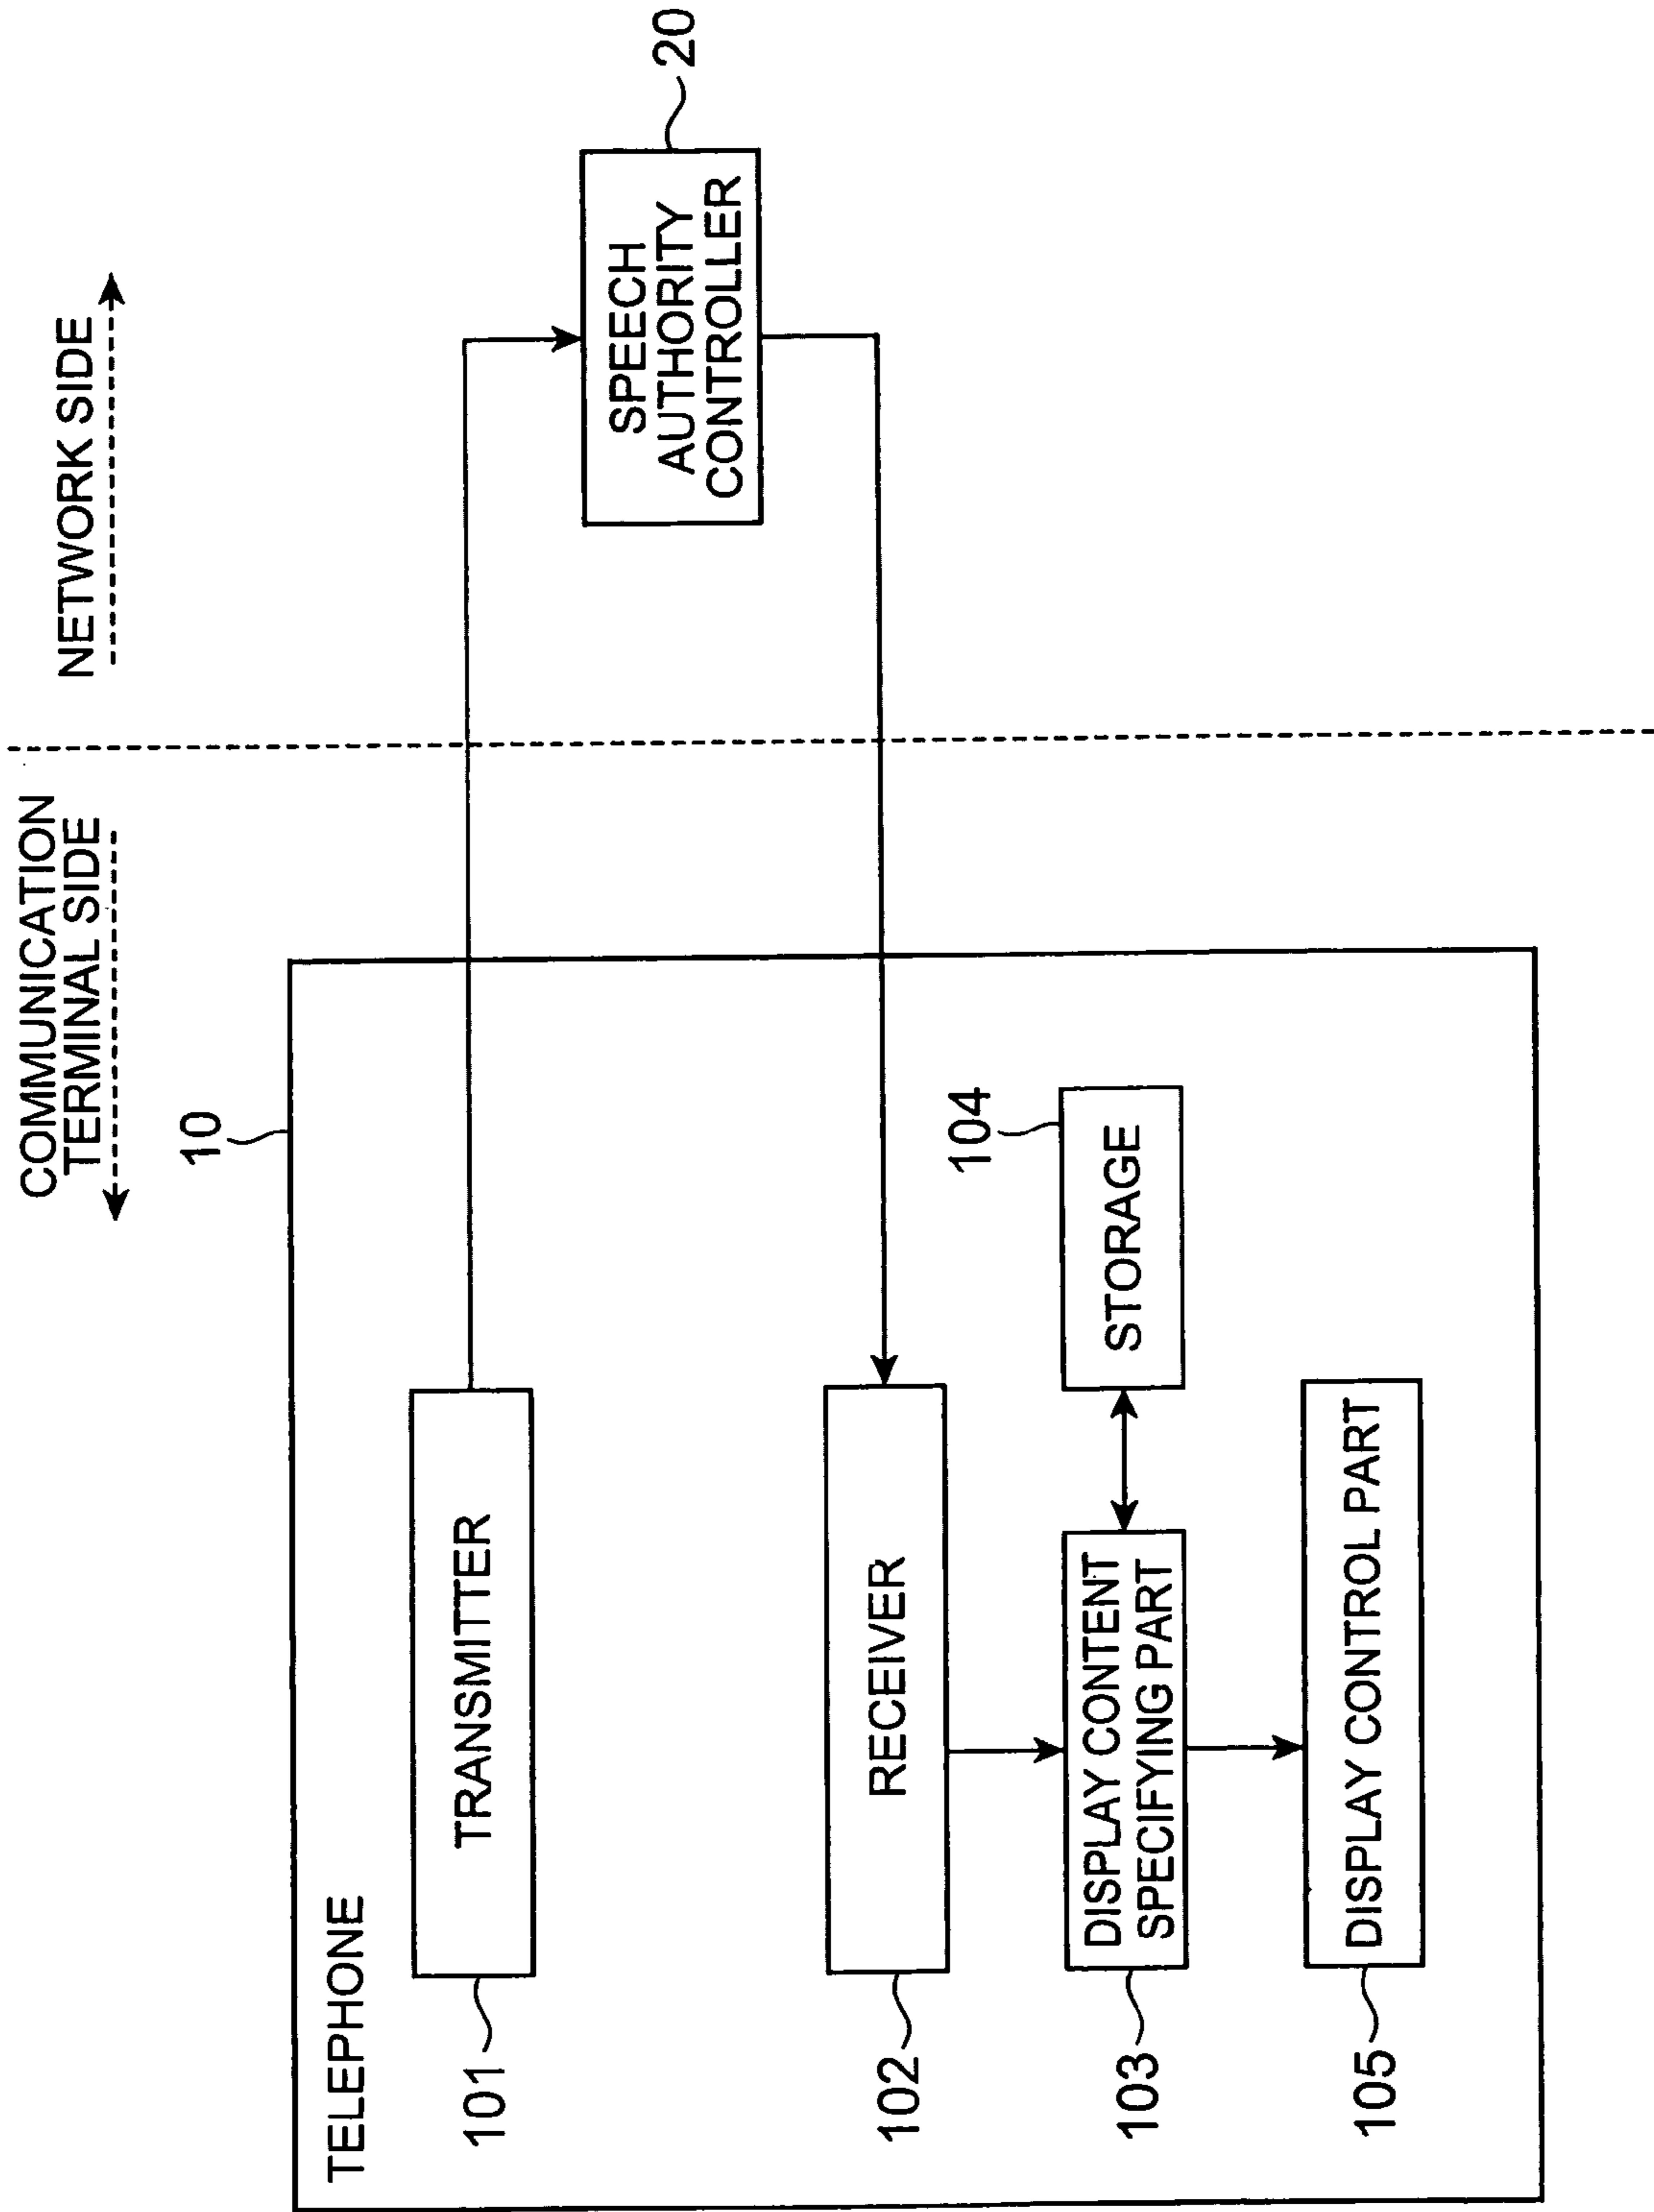 COMMUNICATION
TERMINAL SIDE
NETWORK SIDE
10
TELEPHONE
TRANSMITTER
101
SPEECH
AUTHORITY
CONTROLLER
20
RECEIVER
102
104
STORAGE
DISPLAY CONTENT
SPECIFYING PART
103
DISPLAY CONTROL PART
105